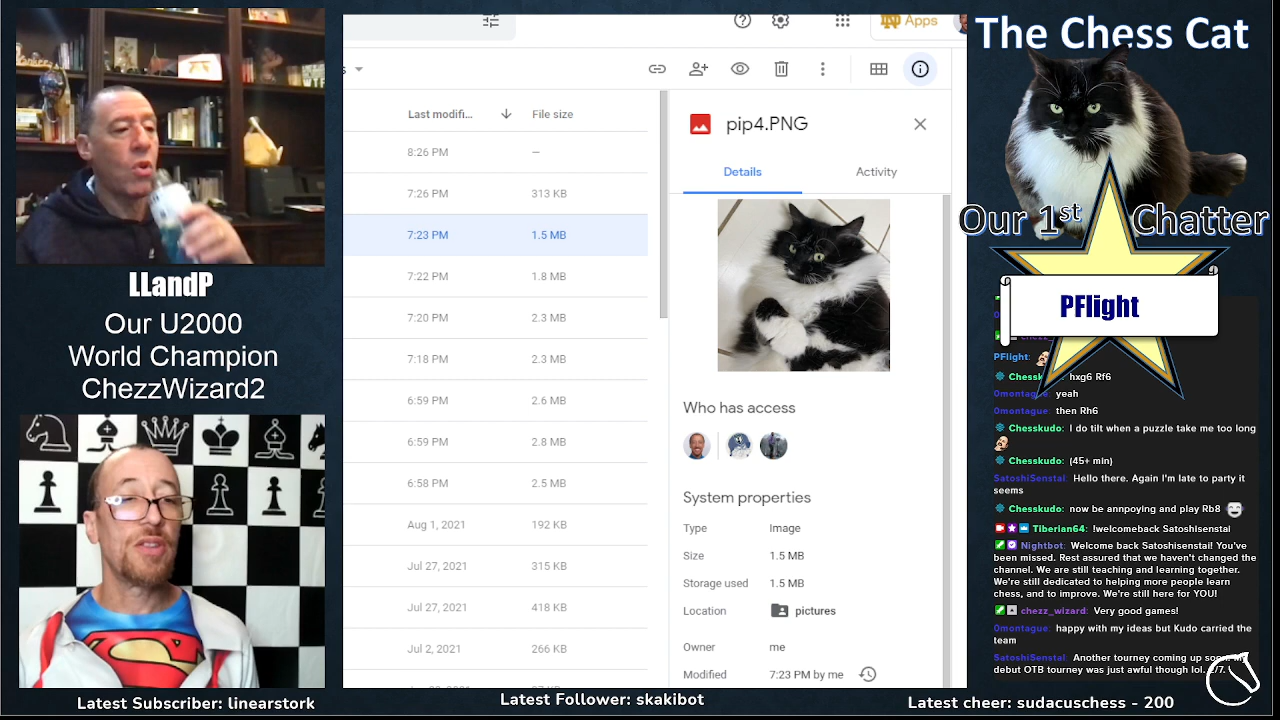 LLandP
Our U2000
World Champion
ChezzWizard2
Latest Subscriber: linearstork
Apps
Last modifi...
File size
8:26 PM
—
7:26 PM
313 KB
7:23 PM
1.5 MB
7:22 PM
1.8 MB
7:20 PM
2.3 MB
7:18 PM
2.3 MB
6:59 PM
2.6 MB
6:59 PM
2.8 MB
6:58 PM
2.5 MB
Aug 1, 2021
192 KB
Jul 27, 2021
315 KB
Jul 27, 2021
418 KB
Jul 2, 2021
266 KB
pip4.PNG
Details
Activity
Who has access
System properties
Type
Image
Size
1.5 MB
Storage used
1.5 MB
Location
pictures
Owner
me
Modified
7:23 PM by me
Latest Follower: skakibot
The Chess Cat
Our 1st Chatter
PFlight
PFlight:
hxg6 Rf6
0montague: yeah
0montague: then Rh6
Chesskudo: I do tilt when a puzzle take me too long
Chesskudo: (45+ min)
SatoshiSenstai: Hello there. Again I'm late to party it
seems
Chesskudo: now be annpoying and play Rb8
Tiberian64: !welcomeback Satoshisenstai
Nightbot: Welcome back Satoshisenstai! You've
been missed. Rest assured that we haven't changed the
channel. We are still teaching and learning together.
We're still dedicated to helping more people learn
chess, and to improve. We're still here for YOU!
chezz_wizard: Very good games!
0montague: happy with my ideas but Kudo carried the
team
SatoshiSenstai: Another tourney coming up
debut OTB tourney was just awful though lol.
Latest cheer: sudacuschess - 200